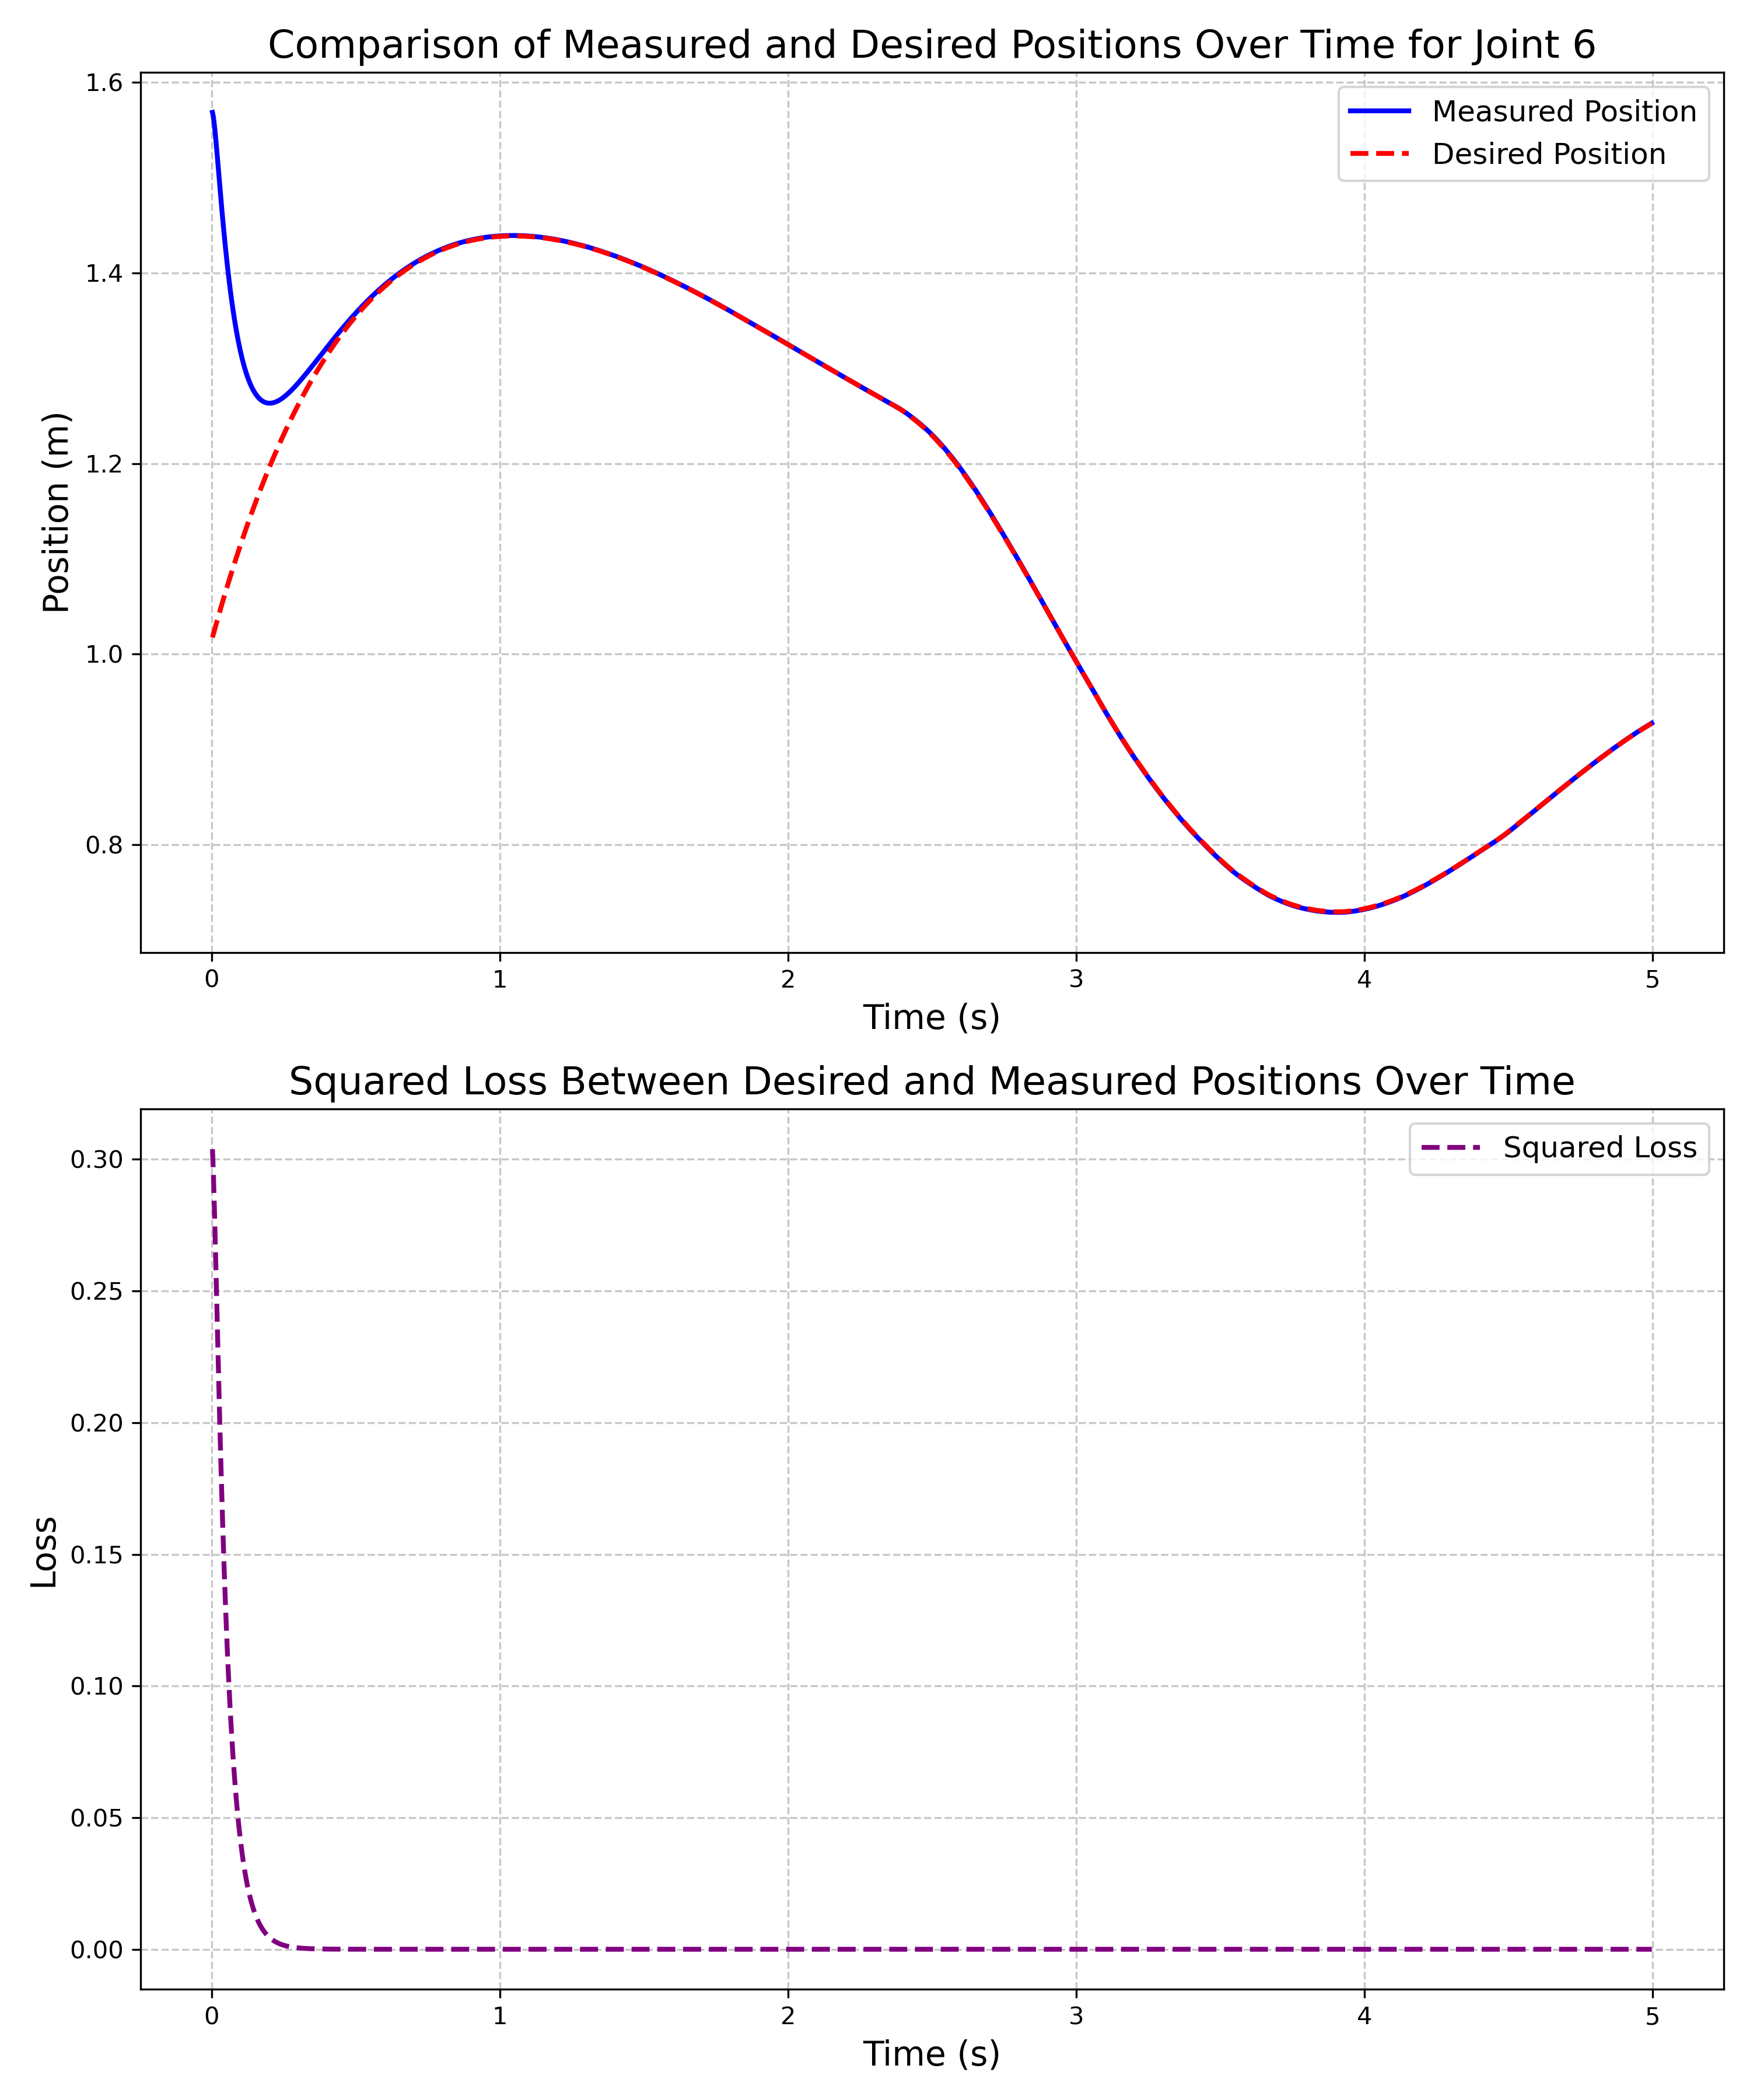 Comparison of Measured and Desired Positions Over Time for Joint 6
Measured Position
Desired Position
Position (m)
1.6
1.4
1.2
1.0
0.8
0 1 2 3 4 5
Time (s)
Squared Loss Between Desired and Measured Positions Over Time
Squared Loss
Loss
0.30
0.25
0.20
0.15
0.10
0.05
0.00
0 1 2 3 4 5
Time (s)